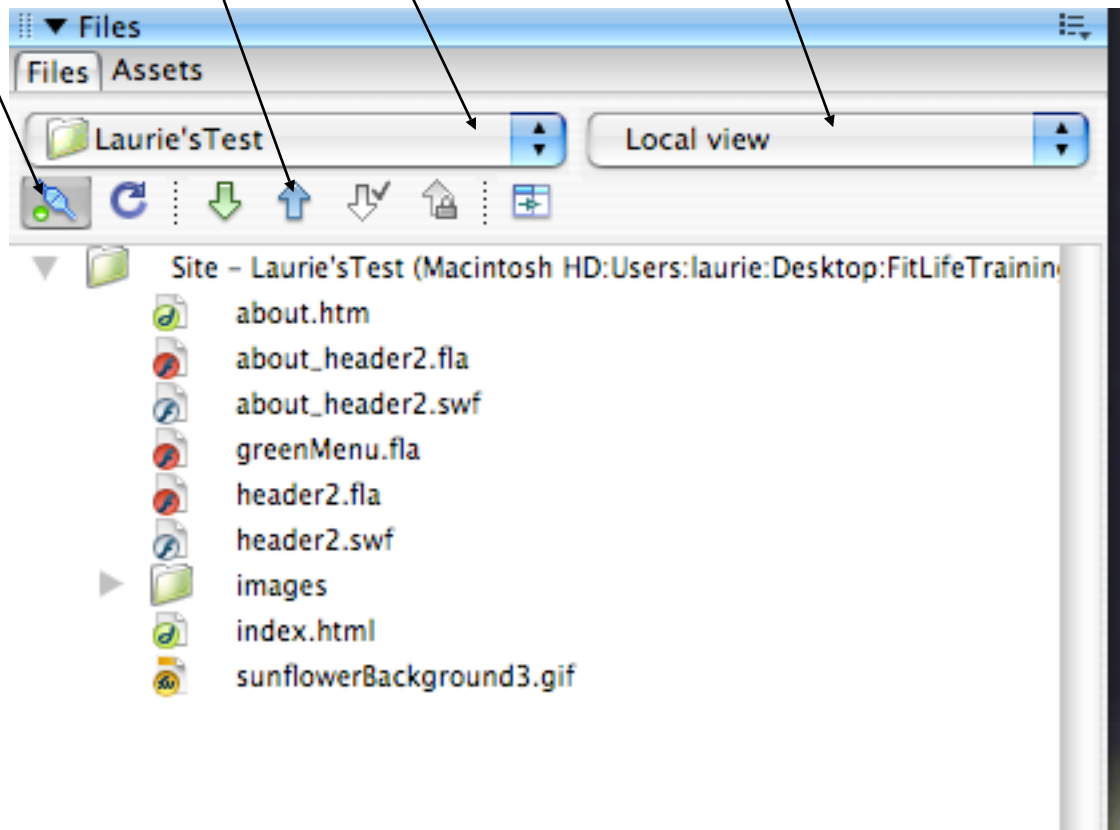 Files
Files Assets
Laurie'sTest Local view
Site – Laurie'sTest (Macintosh HD:Users:laurie:Desktop:FitLifeTraining
about.htm
about_header2.fla
about_header2.swf
greenMenu.fla
header2.fla
header2.swf
images
index.html
sunflowerBackground3.gif